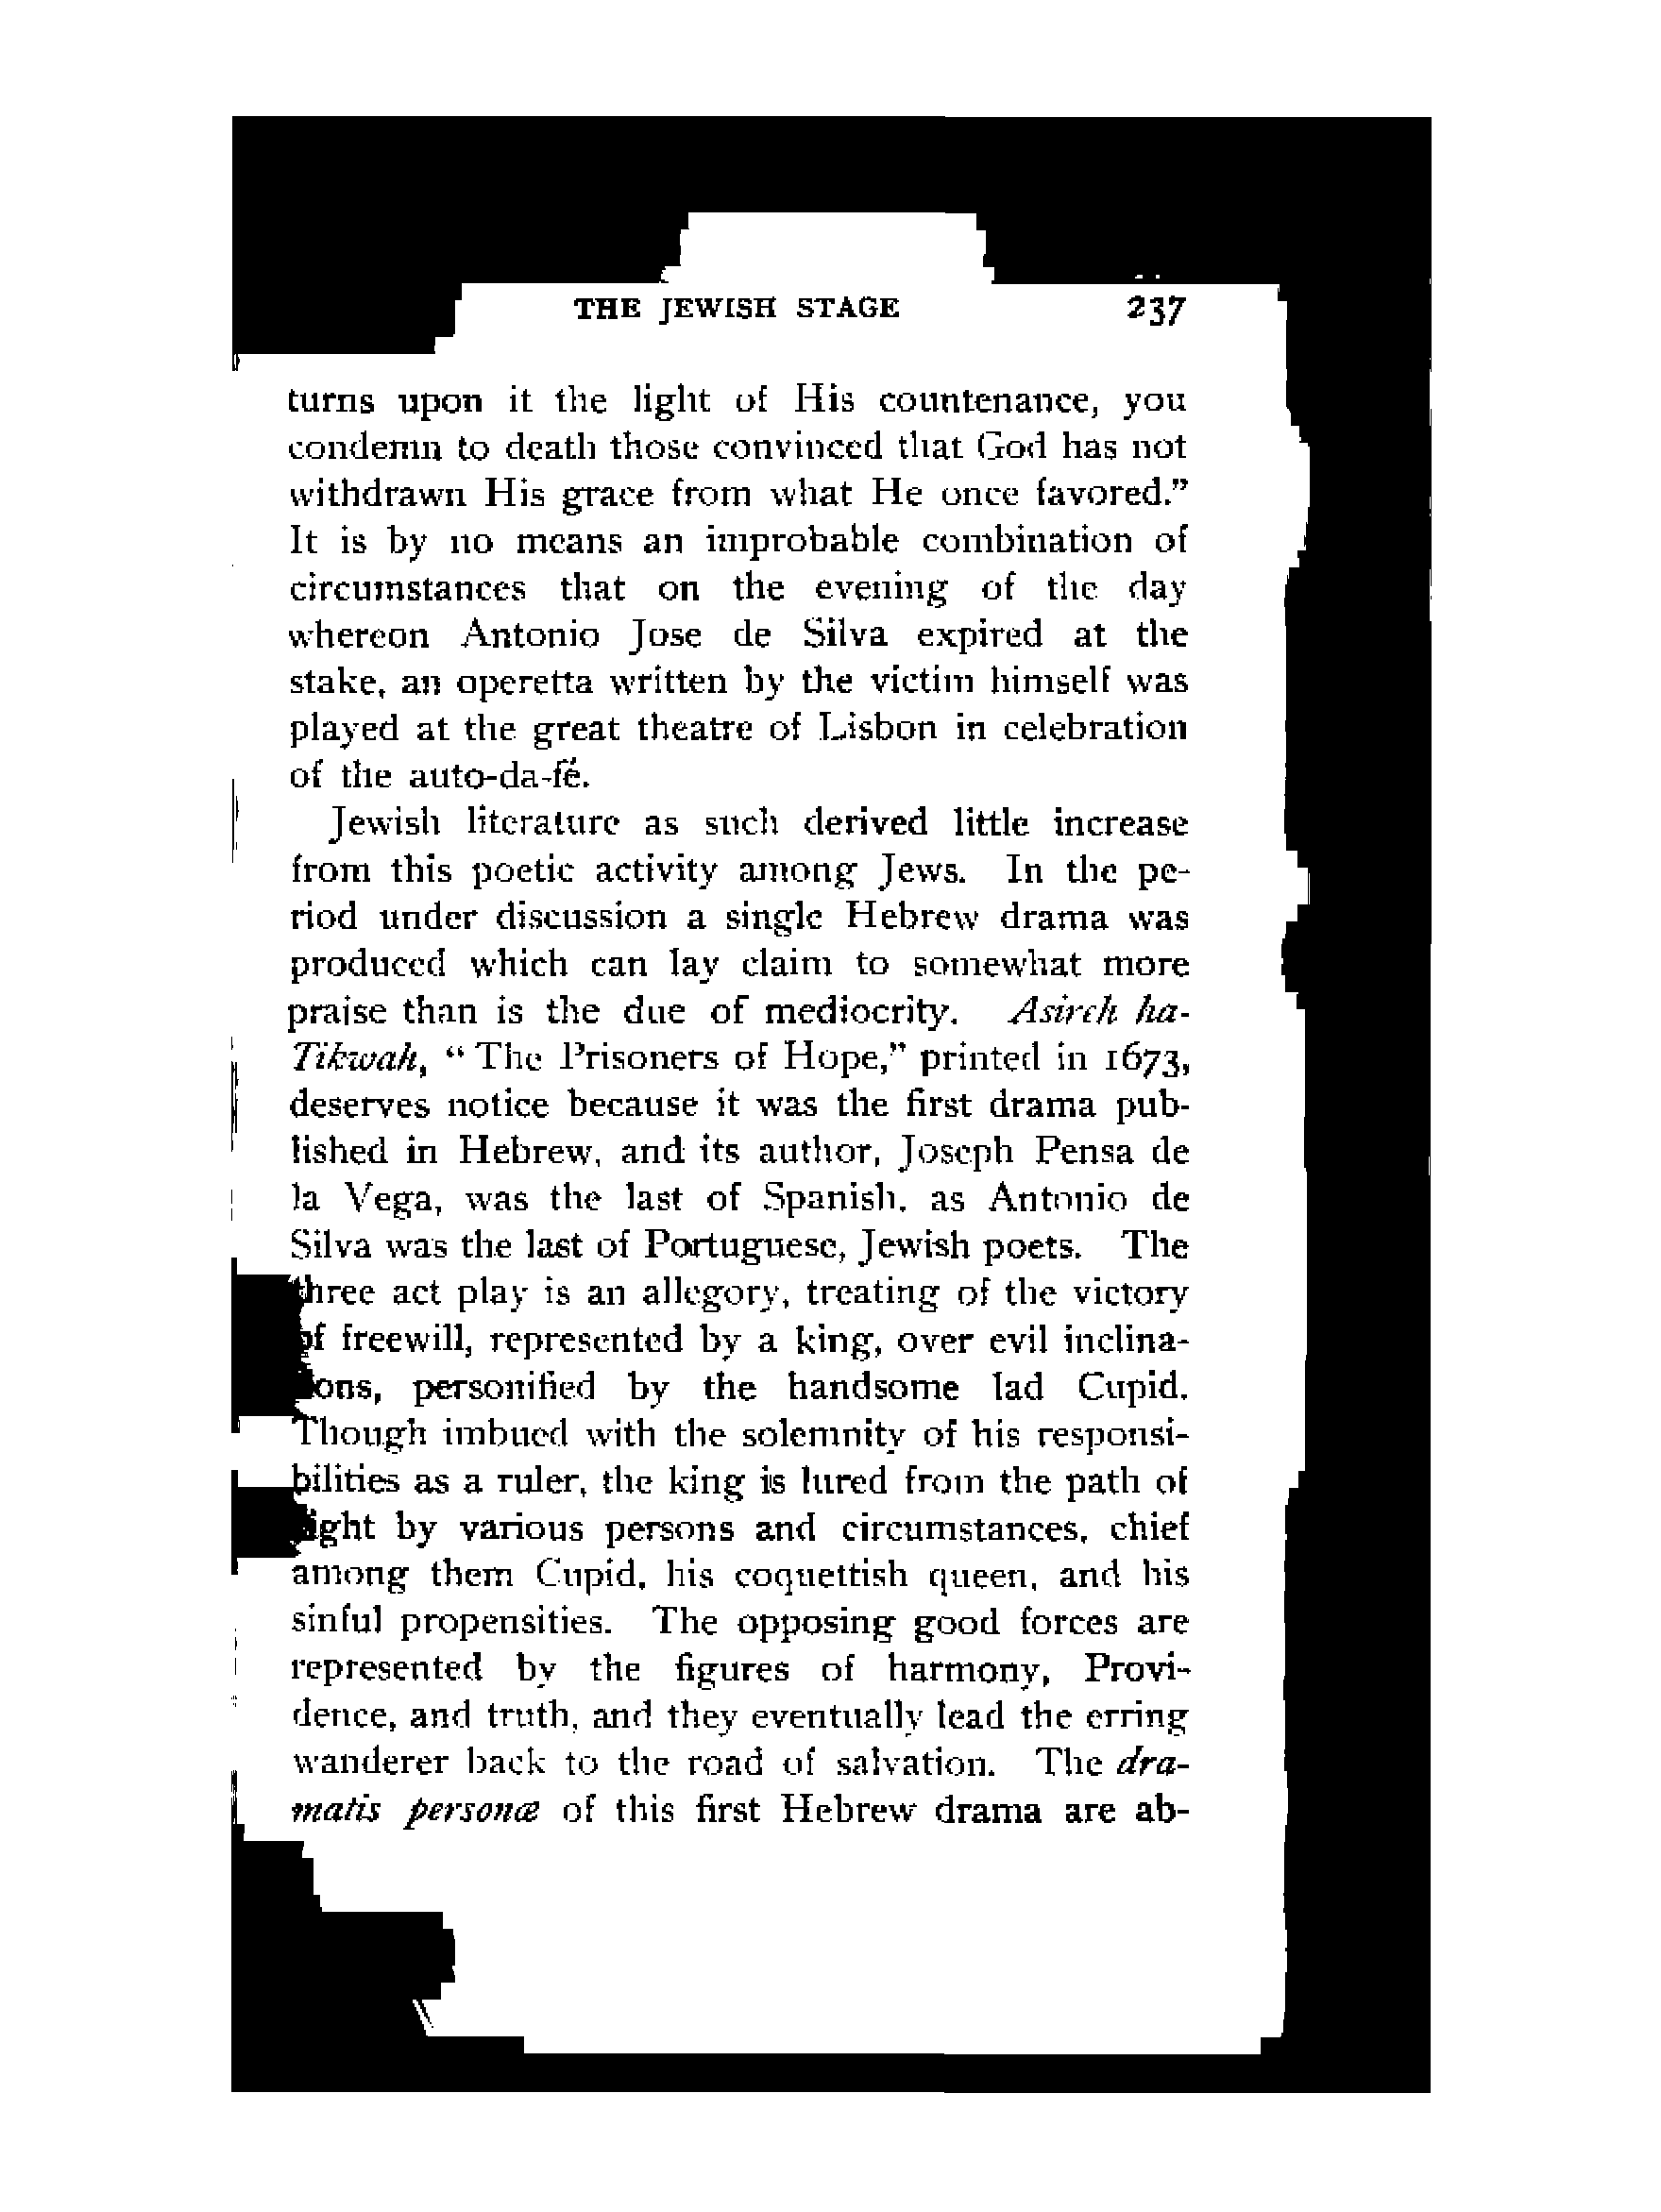 THE JEWISH STAGE 237
turns upon it the light of His countenance, you
condemn to death those convinced that God has not
withdrawn His grace from what He once favored.”
It is by no means an improbable combination of
circumstances that on the evening of the day
whereon Antonio Jose de Silva expired at the
stake, an operetta written by the victim himself was
played at the great theatre of Lisbon in celebration
of the auto-da-fé.
Jewish literature as such derived little increase
from this poetic activity among Jews. In the pe-
riod under discussion a single Hebrew drama was
produced which can lay claim to somewhat more
praise than is the due of mediocrity. Asireh ha-
Tikwah, “The Prisoners of Hope,” printed in 1673,
deserves notice because it was the first drama pub-
lished in Hebrew, and its author, Joseph Pensa de
la Vega, was the last of Spanish, as Antonio de
Silva was the last of Portuguese, Jewish poets. The
three act play is an allegory, treating of the victory
of freewill, represented by a king, over evil inclina-
tions, personified by the handsome lad Cupid.
Though imbued with the solemnity of his responsi-
bilities as a ruler, the king is lured from the path of
right by various persons and circumstances, chief
among them Cupid, his coquettish queen, and his
sinful propensities. The opposing good forces are
represented by the figures of harmony, Provi-
dence, and truth, and they eventually lead the erring
wanderer back to the road of salvation. The dra-
matis personæ of this first Hebrew drama are ab-